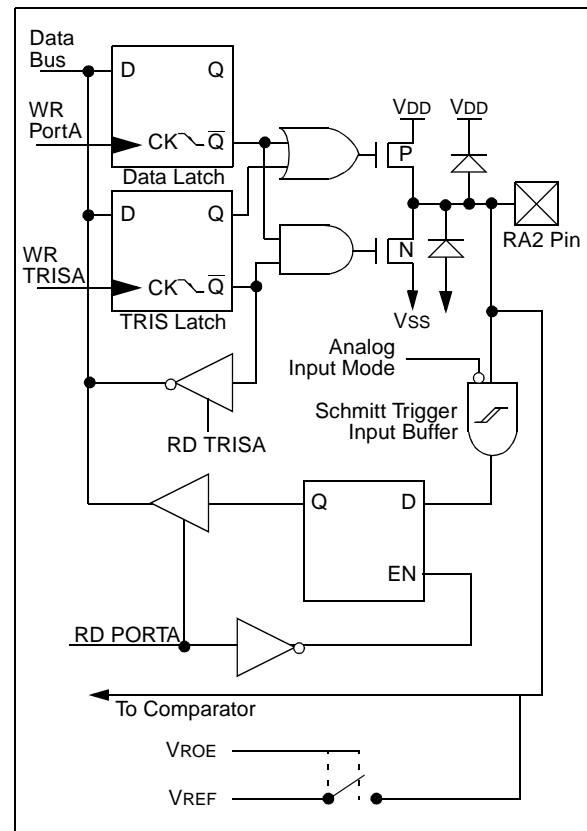 Data
Bus
D
Q
WR
PortA
CK
Q
Data Latch
VDD
VDD
P
D
Q
WR
TRISA
CK
Q
TRIS Latch
N
RA2 Pin
VSS
Analog
Input Mode
Schmitt Trigger
Input Buffer
RD TRISA
Q
D
EN
RD PORTA
To Comparator
VROE
VREF